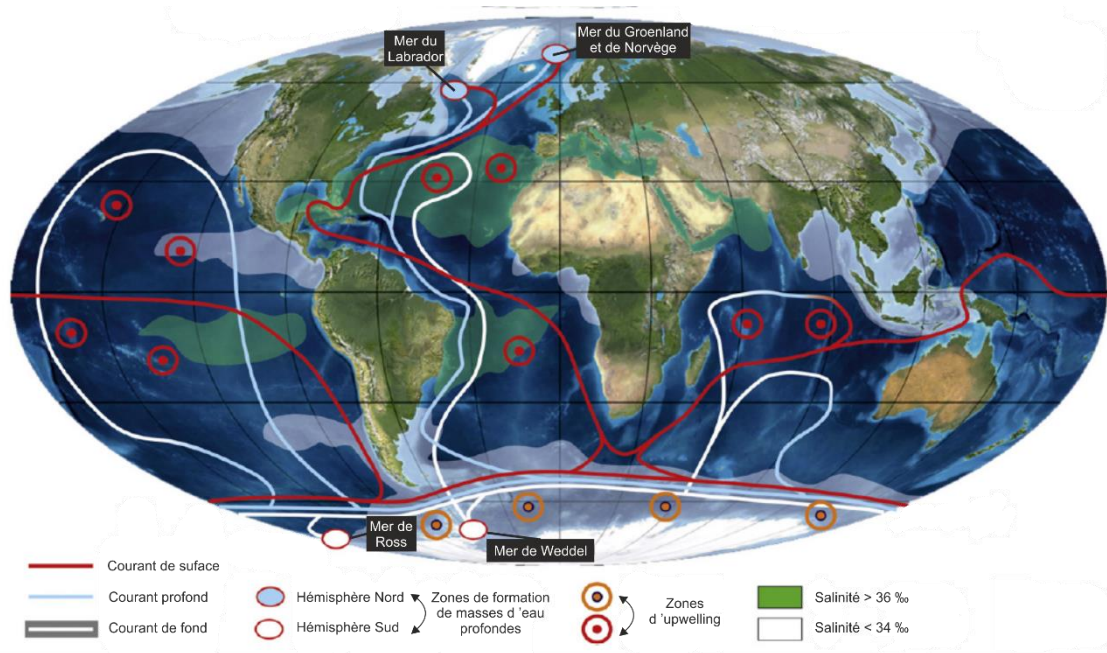 Mer du
Labrador
Mer du Groenland
et de Norvège
Mer de
Ross
Mer de Weddel
Courant de suface
Courant profond
Courant de fond
Hémisphère Nord
Hémisphère Sud
Zones de formation
de masses d 'eau
profondes
Zones
d 'upwelling
Salinité > 36 ‰
Salinité < 34 ‰